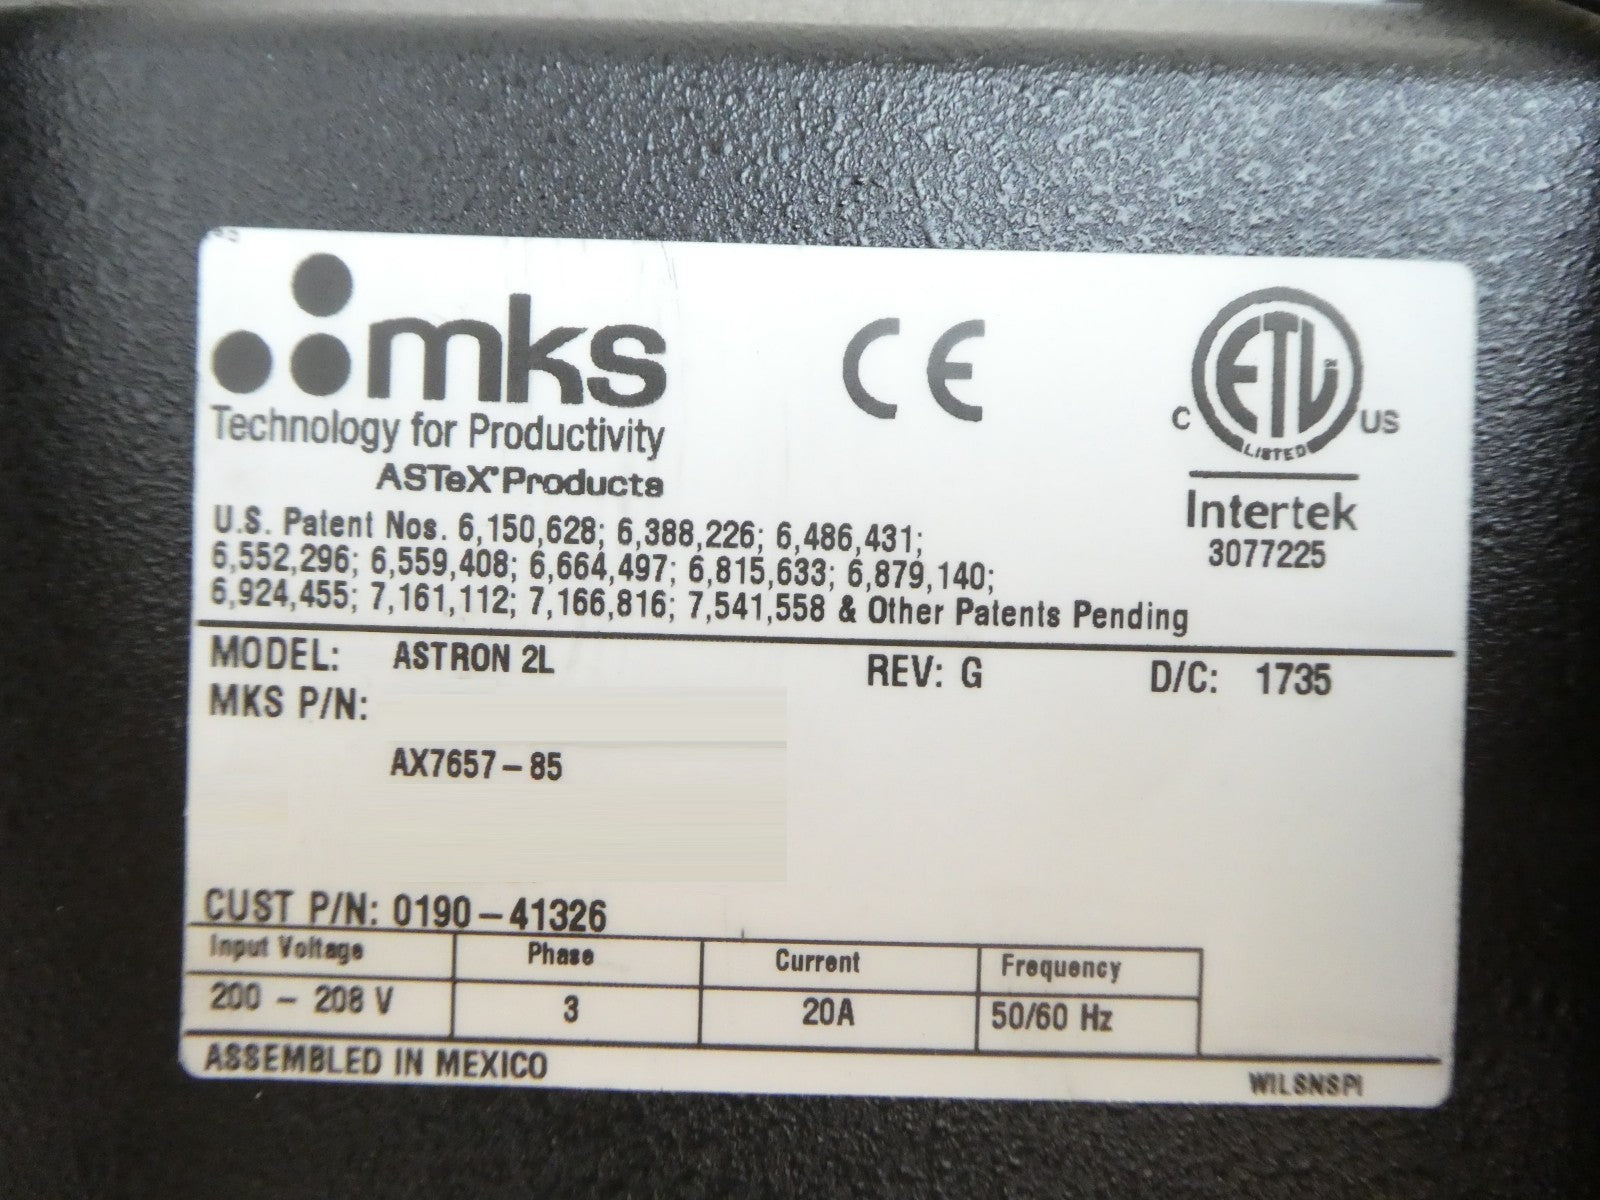 mks
Technology for Productivity
ASTeX® Products
CE
ETL
C US
LISTED
Intertek
3077225
U.S. Patent Nos. 6,150,628; 6,388,226; 6,486,431;
6,552,296; 6,559,408; 6,664,497; 6,815,633; 6,879,140;
6,924,455; 7,161,112; 7,166,816; 7,541,558 & Other Patents Pending
MODEL: ASTRON 2L REV: G D/C: 1735
MKS P/N:
AX7657-85
CUST P/N: 0190-41326
Input Voltage Phase Current Frequency
200 - 208 V 3 20A 50/60 Hz
ASSEMBLED IN MEXICO
WILSNSPI